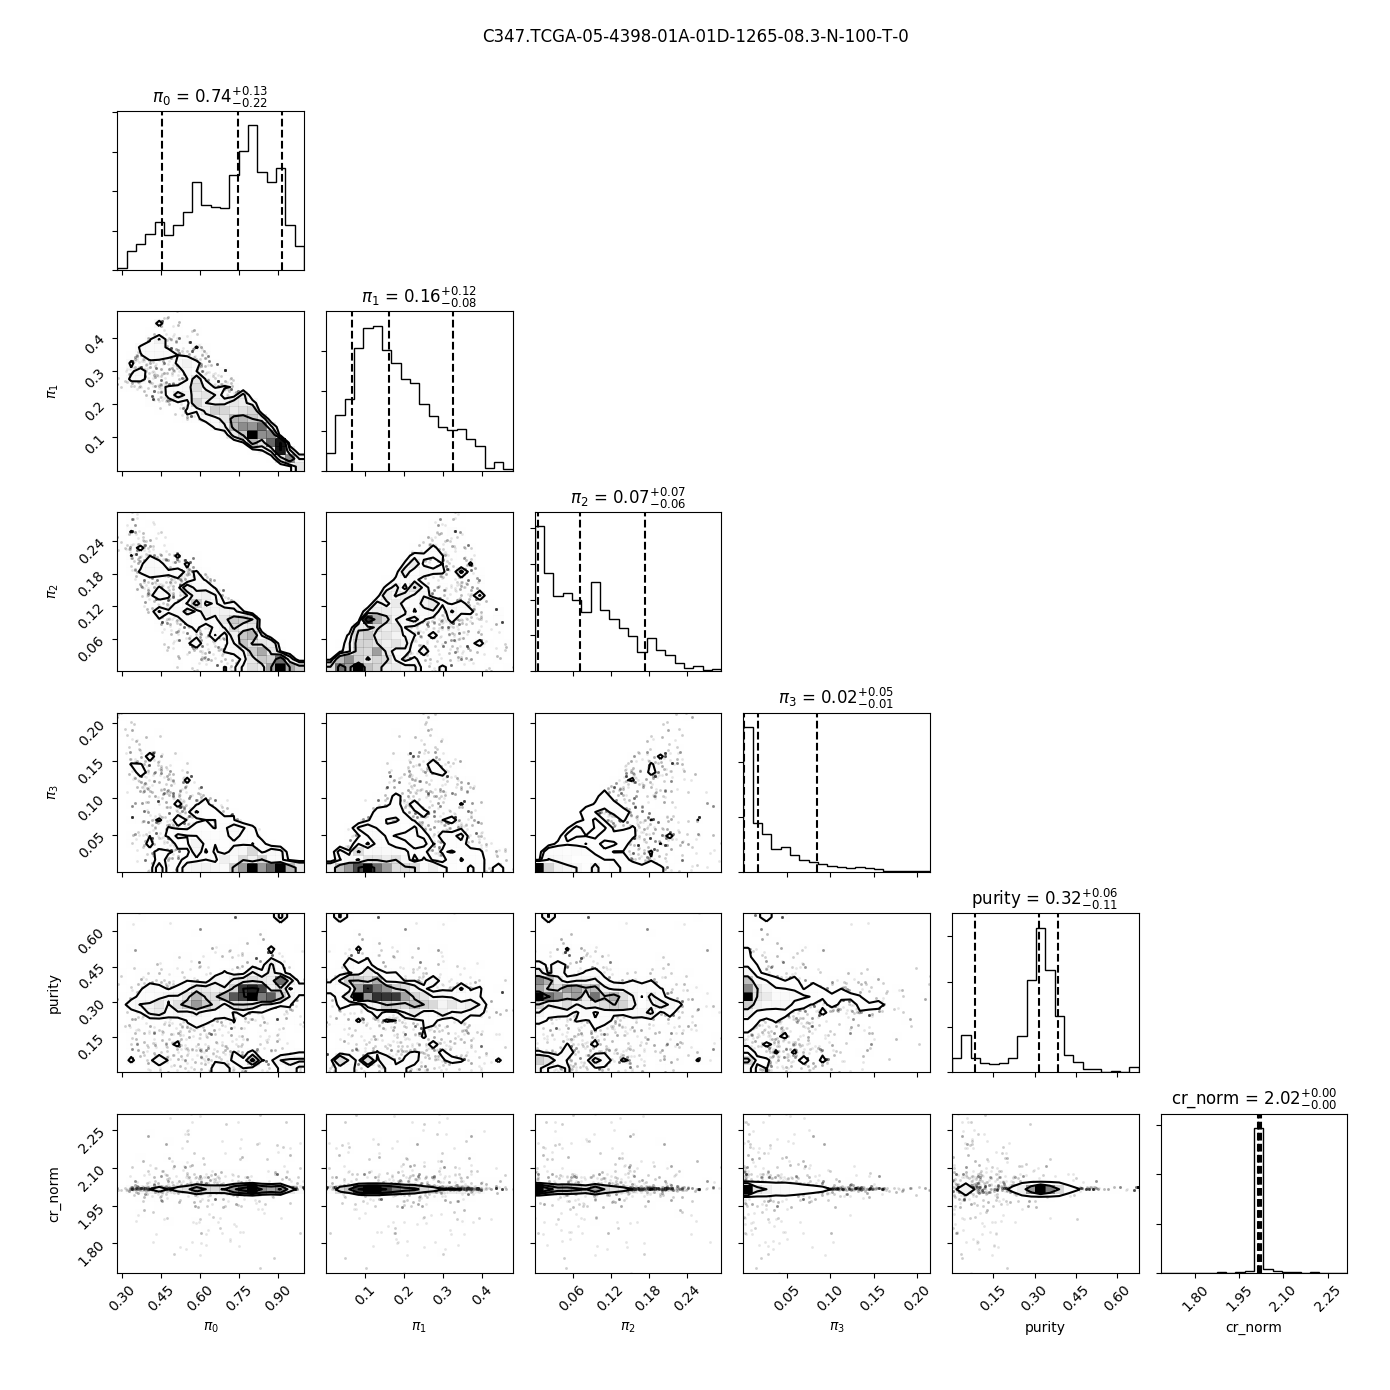 C347.TCGA-05-4398-01A-01D-1265-08.3-N-100-T-0
π0 = 0.74 +0.13 −0.22
π1 = 0.16 +0.12 −0.08
0.4
0.3
0.2
0.1
π1
π2 = 0.07 +0.07 −0.06
0.24
0.18
0.12
0.06
π2
π3 = 0.02 +0.05 −0.01
0.20
0.15
0.10
0.05
π3
purity = 0.32 +0.06 −0.11
0.60
0.45
0.30
0.15
purity
cr_norm = 2.02 +0.00 −0.00
2.25
2.10
1.95
1.80
cr_norm
0.30 0.45 0.60 0.75 0.90
0.1 0.2 0.3 0.4
0.06 0.12 0.18 0.24
0.05 0.10 0.15 0.20
0.15 0.30 0.45 0.60
1.80 1.95 2.10 2.25
π0 π1 π2 π3 purity cr_norm